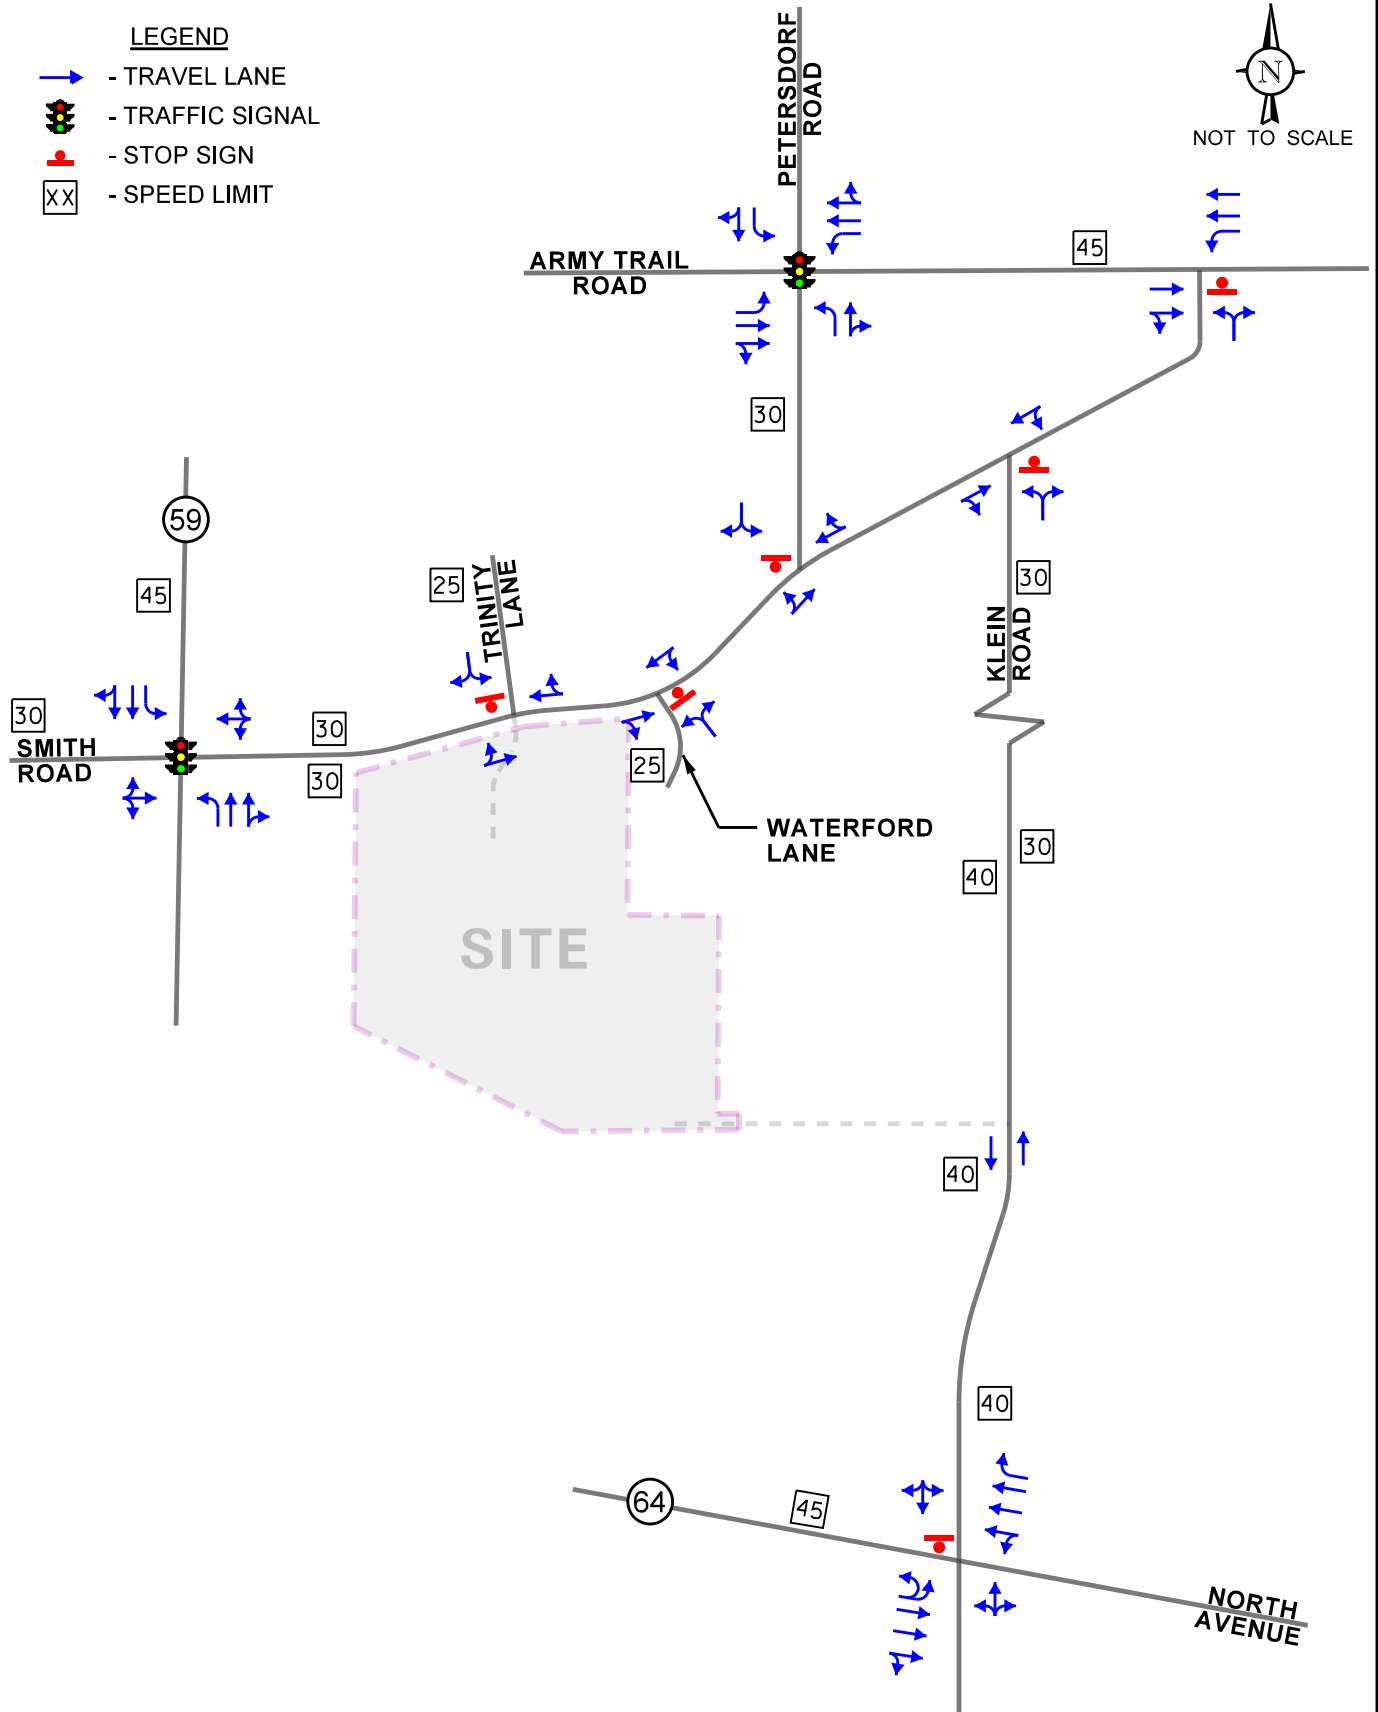 LEGEND
- TRAVEL LANE
- TRAFFIC SIGNAL
- STOP SIGN
XX - SPEED LIMIT
PETERSDORF
ROAD
N
NOT TO SCALE
ARMY TRAIL
ROAD
45
30
59
45
25
TRINITY
LANE
30
KLEIN
ROAD
30
SMITH
ROAD
30
30
25
WATERFORD
LANE
30
40
SITE
40
40
64
45
NORTH
AVENUE